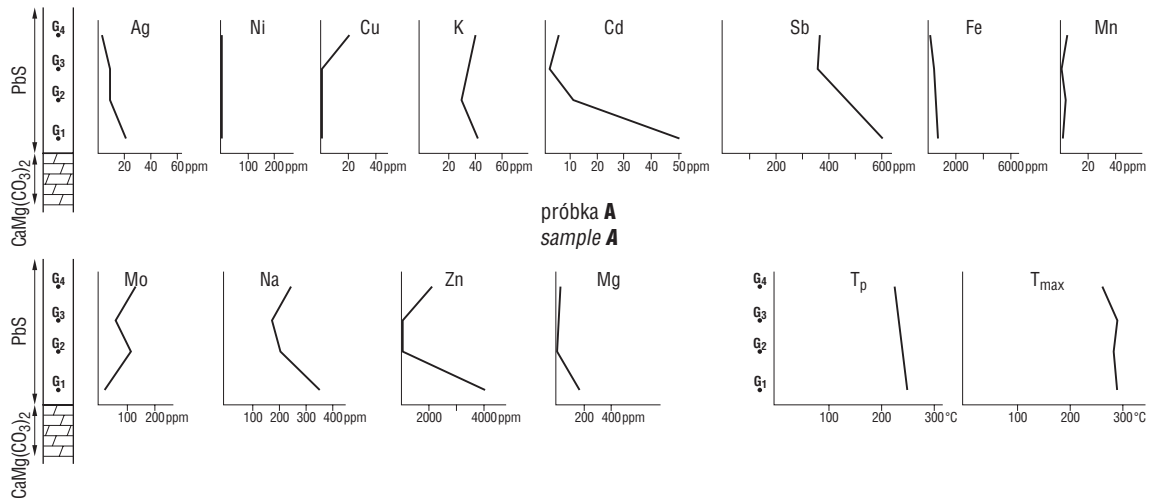 G4
G3
G2
G1
PbS
CaMg(CO3)2
Ag
20 40 60ppm
Ni
100 200ppm
Cu
20 40ppm
K
20 40 60ppm
Cd
10 20 30 50ppm
Sb
200 400 600ppm
Fe
2000 6000ppm
Mn
20 40ppm
próbka A
sample A
G4
G3
G2
G1
PbS
CaMg(CO3)2
Mo
100 200ppm
Na
100 200 300 400ppm
Zn
2000 4000ppm
Mg
200 400ppm
G4
G3
G2
G1
Tp
100 200 300°C
Tmax
100 200 300°C